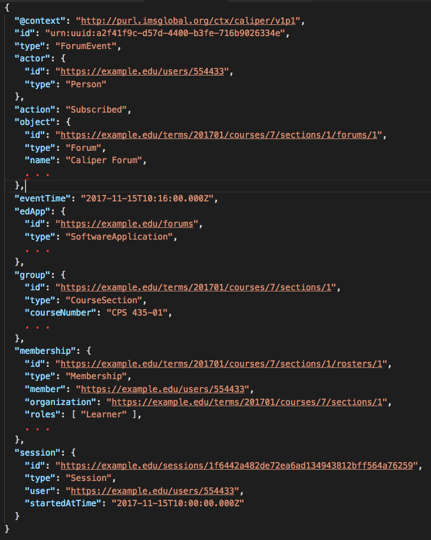 {
"@context": "http://purl.imsglobal.org/ctx/caliper/v1p1",
"id": "urn:uuid:a2f41f9c-d57d-4400-b3fe-716b9026334e",
"type": "ForumEvent",
"actor": {
"id": "https://example.edu/users/554433",
"type": "Person"
},
"action": "Subscribed",
"object": {
"id": "https://example.edu/terms/201701/courses/7/sections/1/forums/1",
"type": "Forum",
"name": "Caliper Forum",
. . .
},
"eventTime": "2017-11-15T10:16:00.000Z",
"edApp": {
"id": "https://example.edu/forums",
"type": "SoftwareApplication",
. . .
},
"group": {
"id": "https://example.edu/terms/201701/courses/7/sections/1",
"type": "CourseSection",
"courseNumber": "CPS 435-01",
. . .
},
"membership": {
"id": "https://example.edu/terms/201701/courses/7/sections/1/rosters/1",
"type": "Membership",
"member": "https://example.edu/users/554433",
"organization": "https://example.edu/terms/201701/courses/7/sections/1",
"roles": [ "Learner" ],
. . .
},
"session": {
"id": "https://example.edu/sessions/1f6442a482de72ea6ad134943812bff564a76259",
"type": "Session",
"user": "https://example.edu/users/554433",
"startedAtTime": "2017-11-15T10:00:00.000Z"
}
}